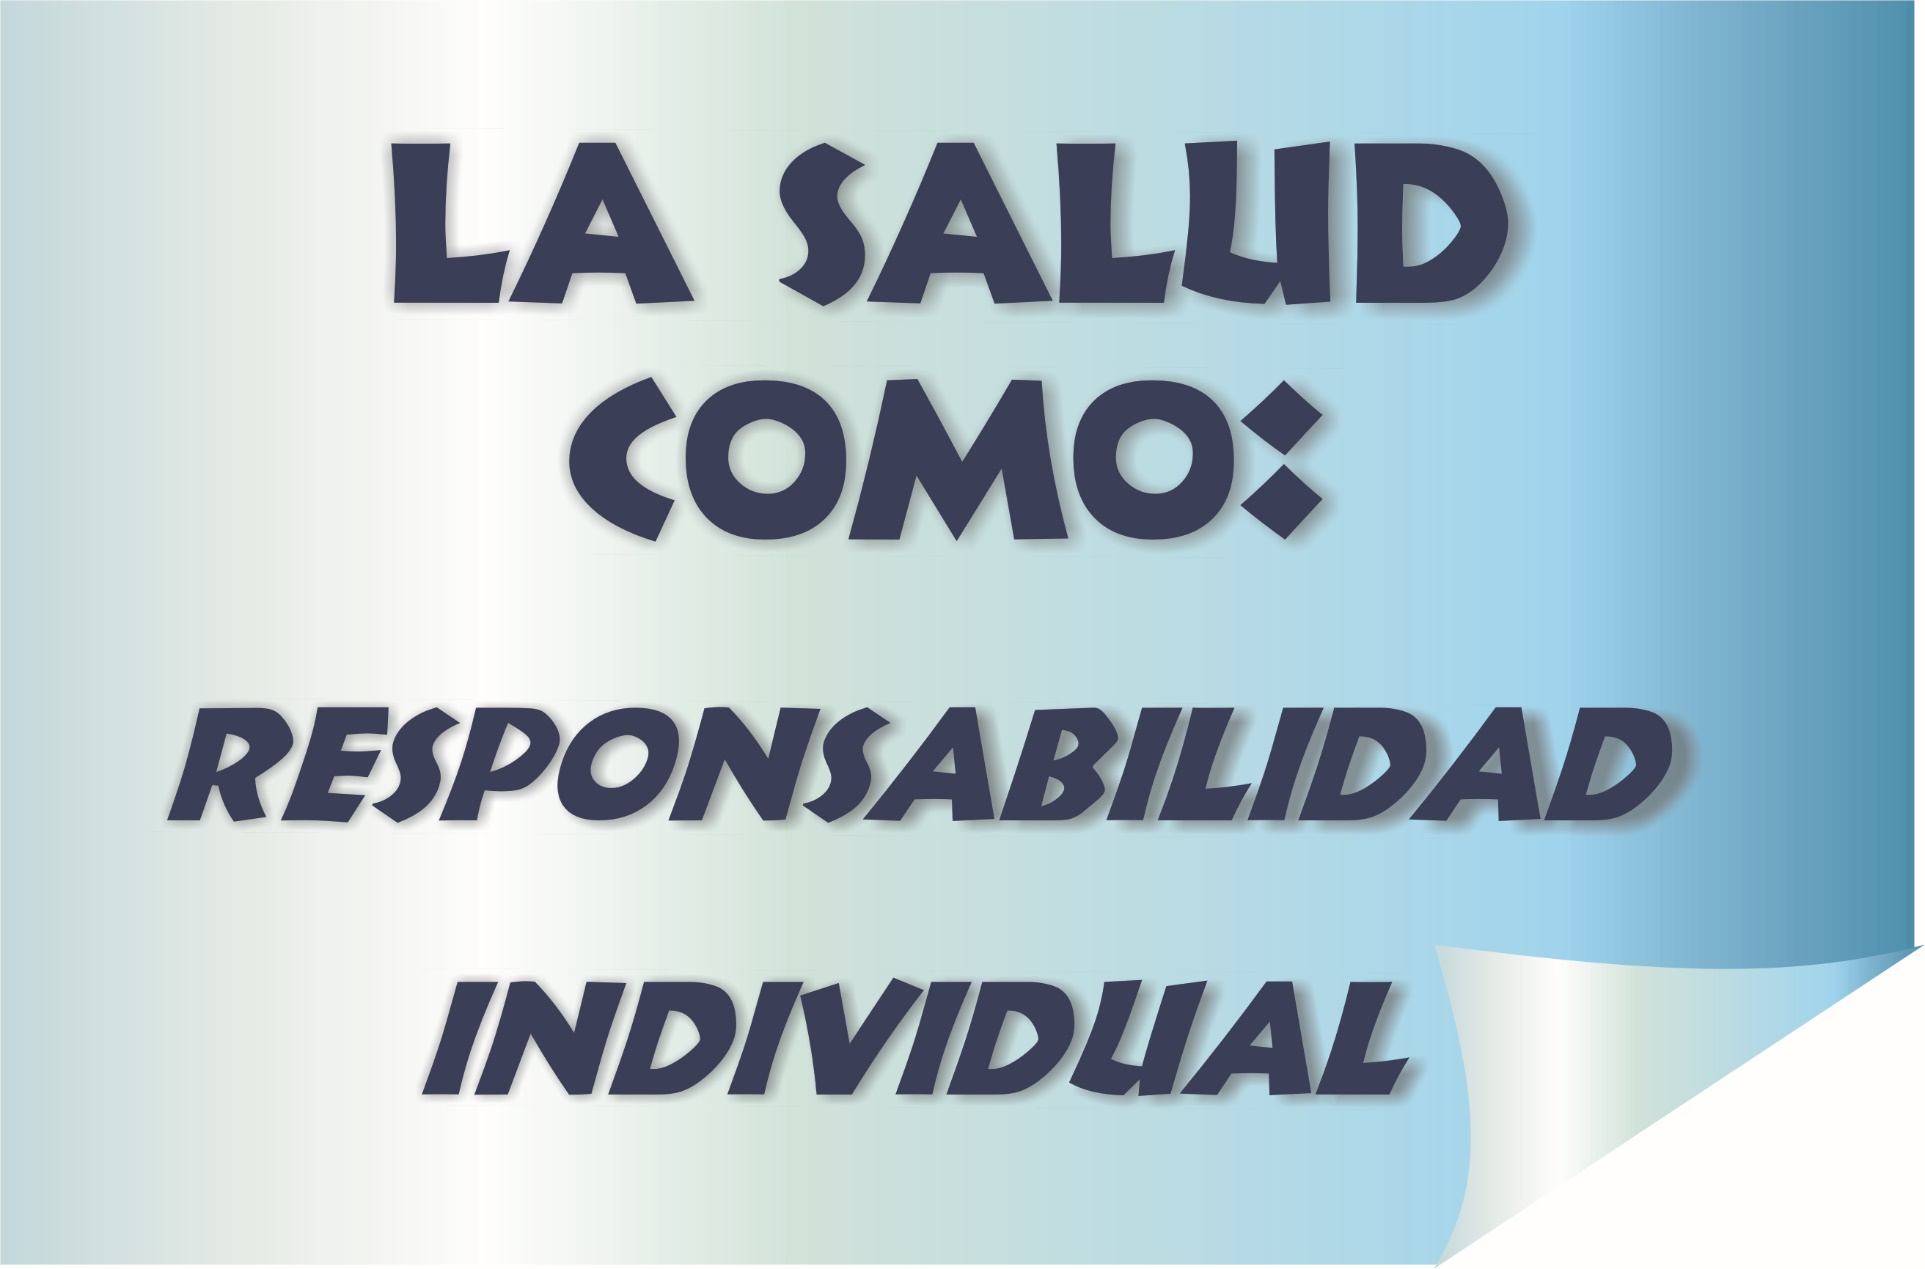 LA SALUD
COMO:
RESPONSABILIDAD
INDIVIDUAL